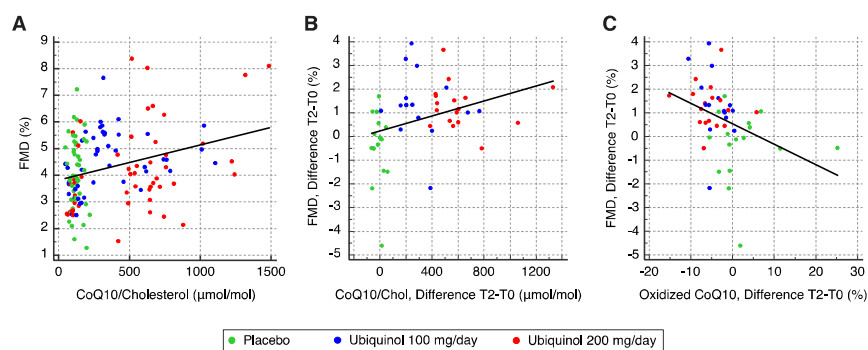 A
B
C
9
8
7
6
5
4
3
2
1
FMD (%)
0 500 1000 1500
CoQ10/Cholesterol (μmol/mol)
4
3
2
1
0
-1
-2
-3
-4
-5
FMD, Difference T2-T0 (%)
0 400 800 1200
CoQ10/Chol, Difference T2-T0 (μmol/mol)
4
3
2
1
0
-1
-2
-3
-4
-5
FMD, Difference T2-T0 (%)
-20 -10 0 10 20 30
Oxidized CoQ10, Difference T2-T0 (%)
Placebo Ubiquinol 100 mg/day Ubiquinol 200 mg/day